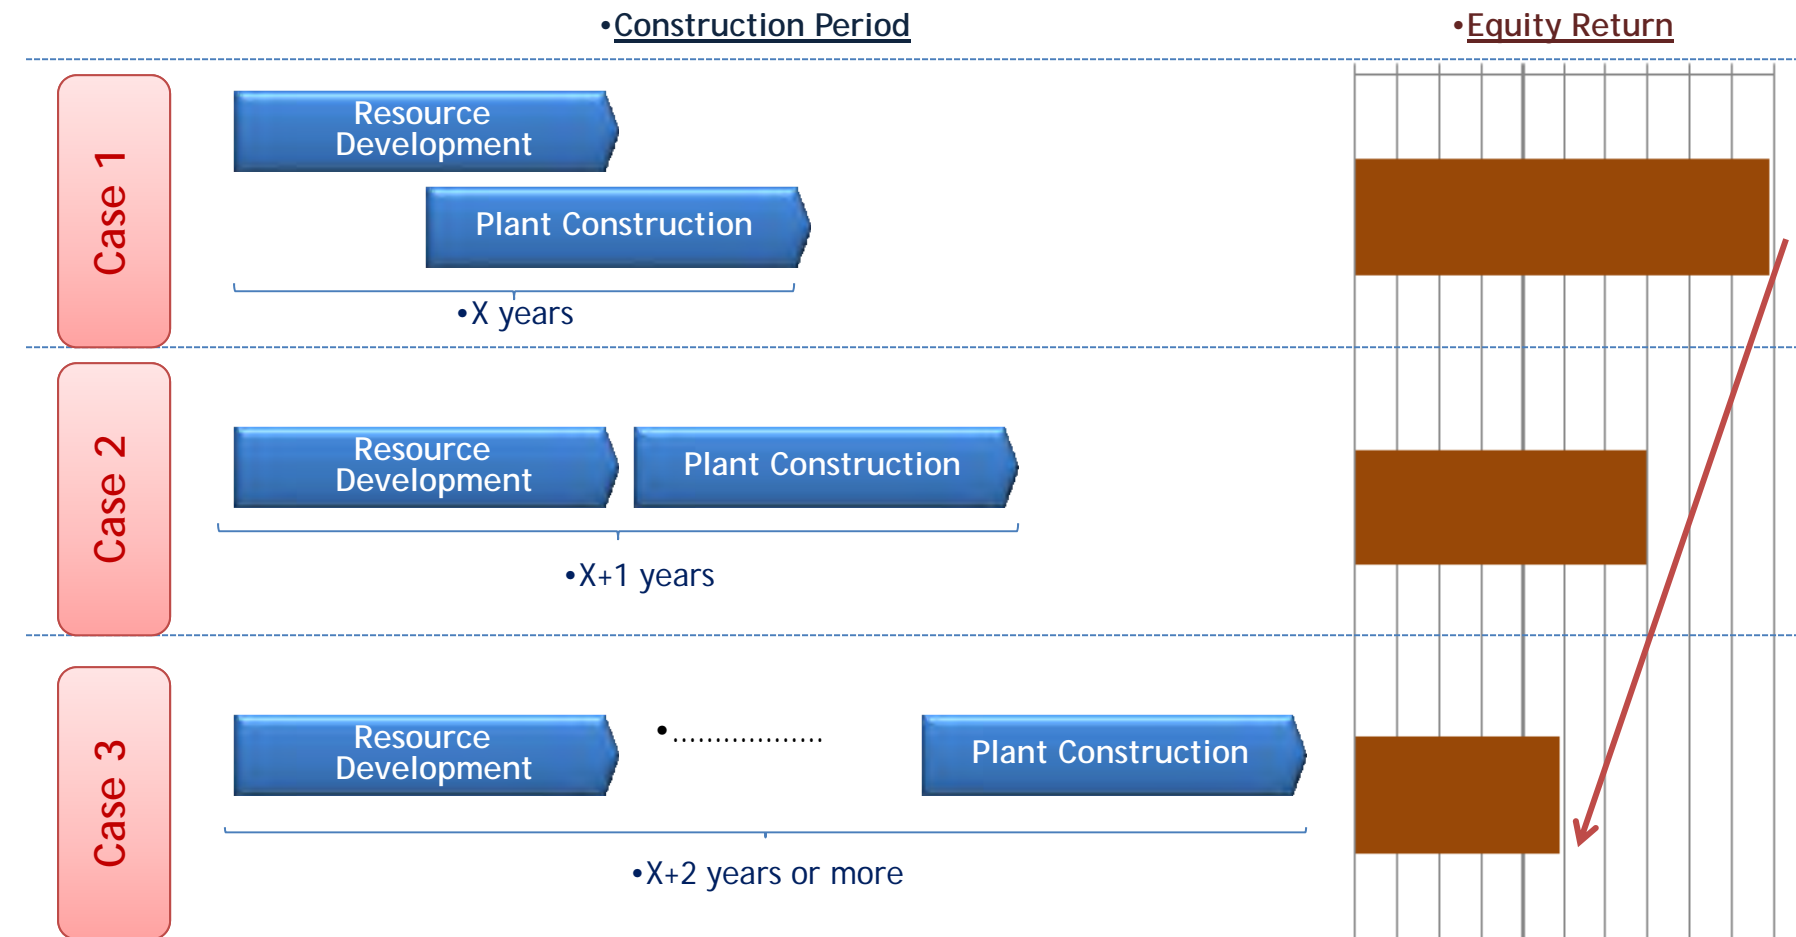 •Construction Period
•Equity Return
Case 1
Resource
Development
Plant Construction
•X years
Case 2
Resource
Development
Plant Construction
•X+1 years
Case 3
Resource
Development
•..................
Plant Construction
•X+2 years or more